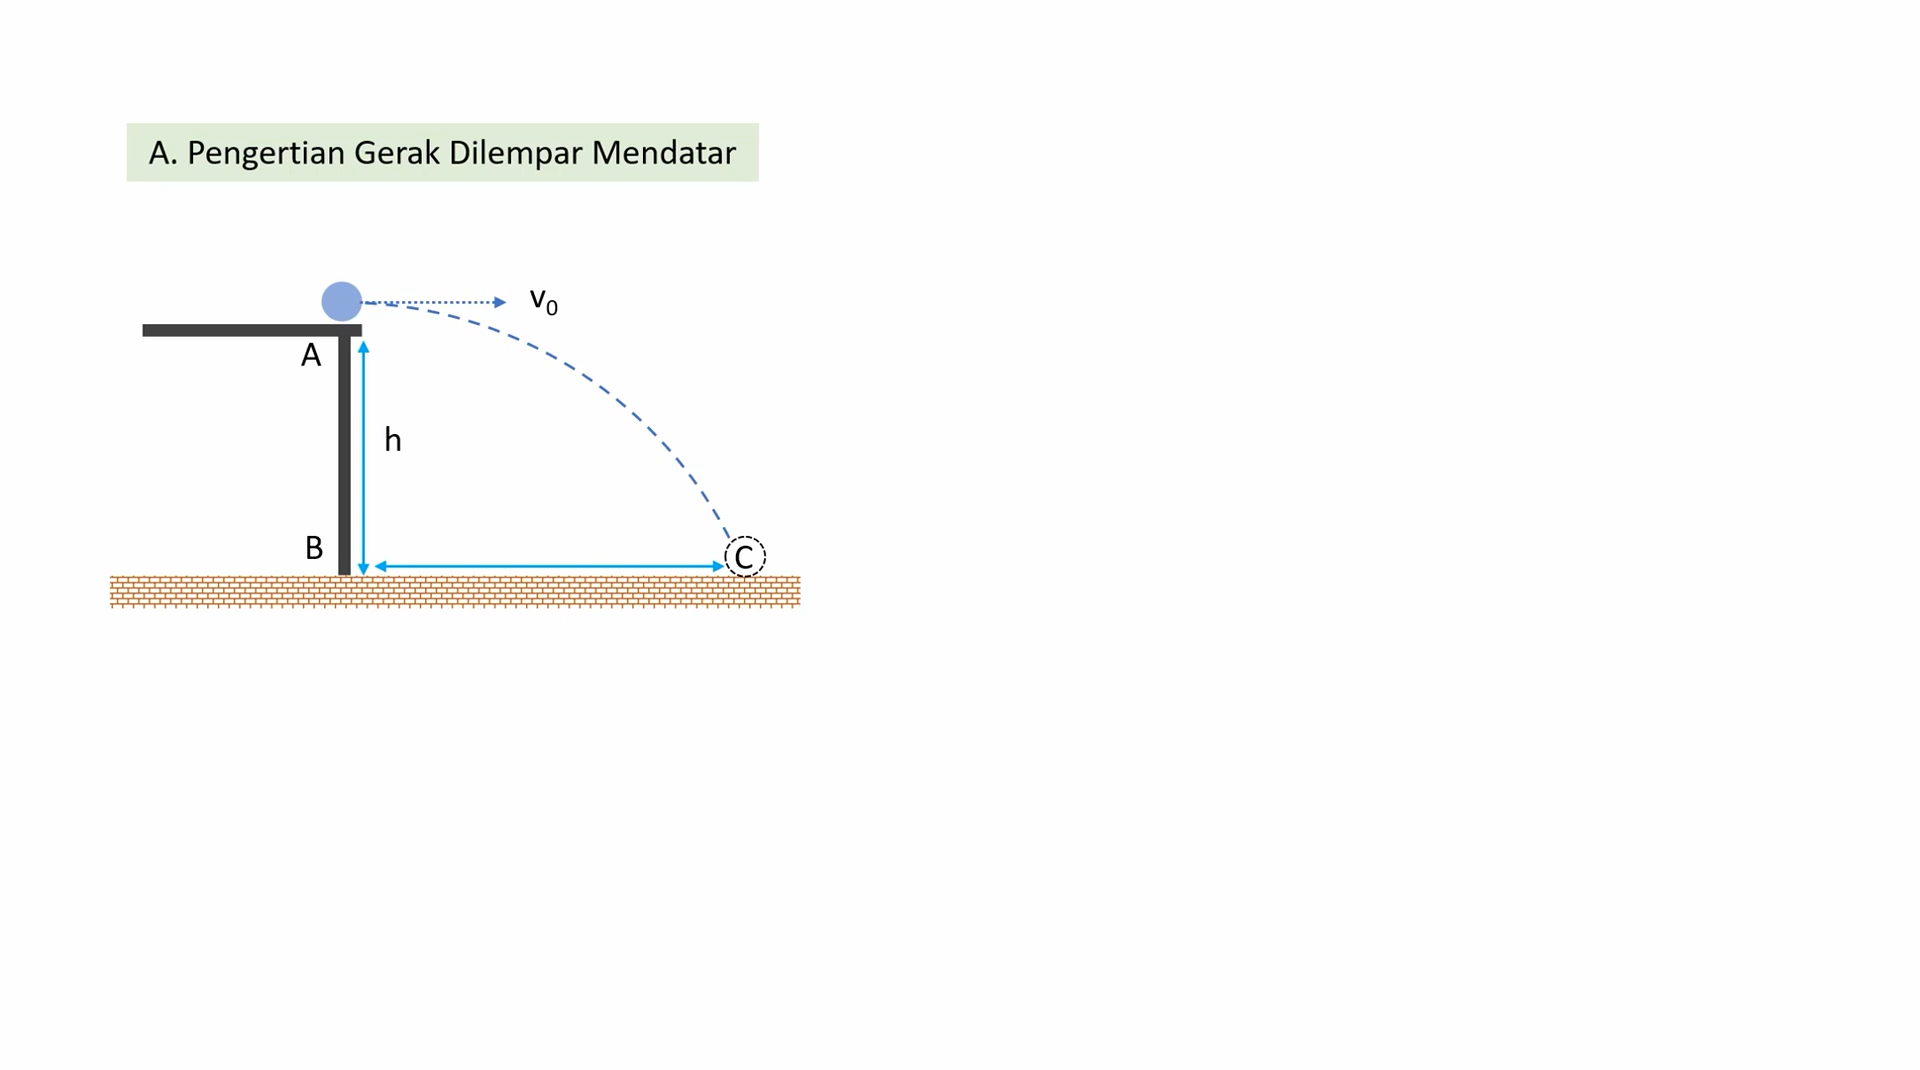 A. Pengertian Gerak Dilempar Mendatar
v₀
A
h
B
C